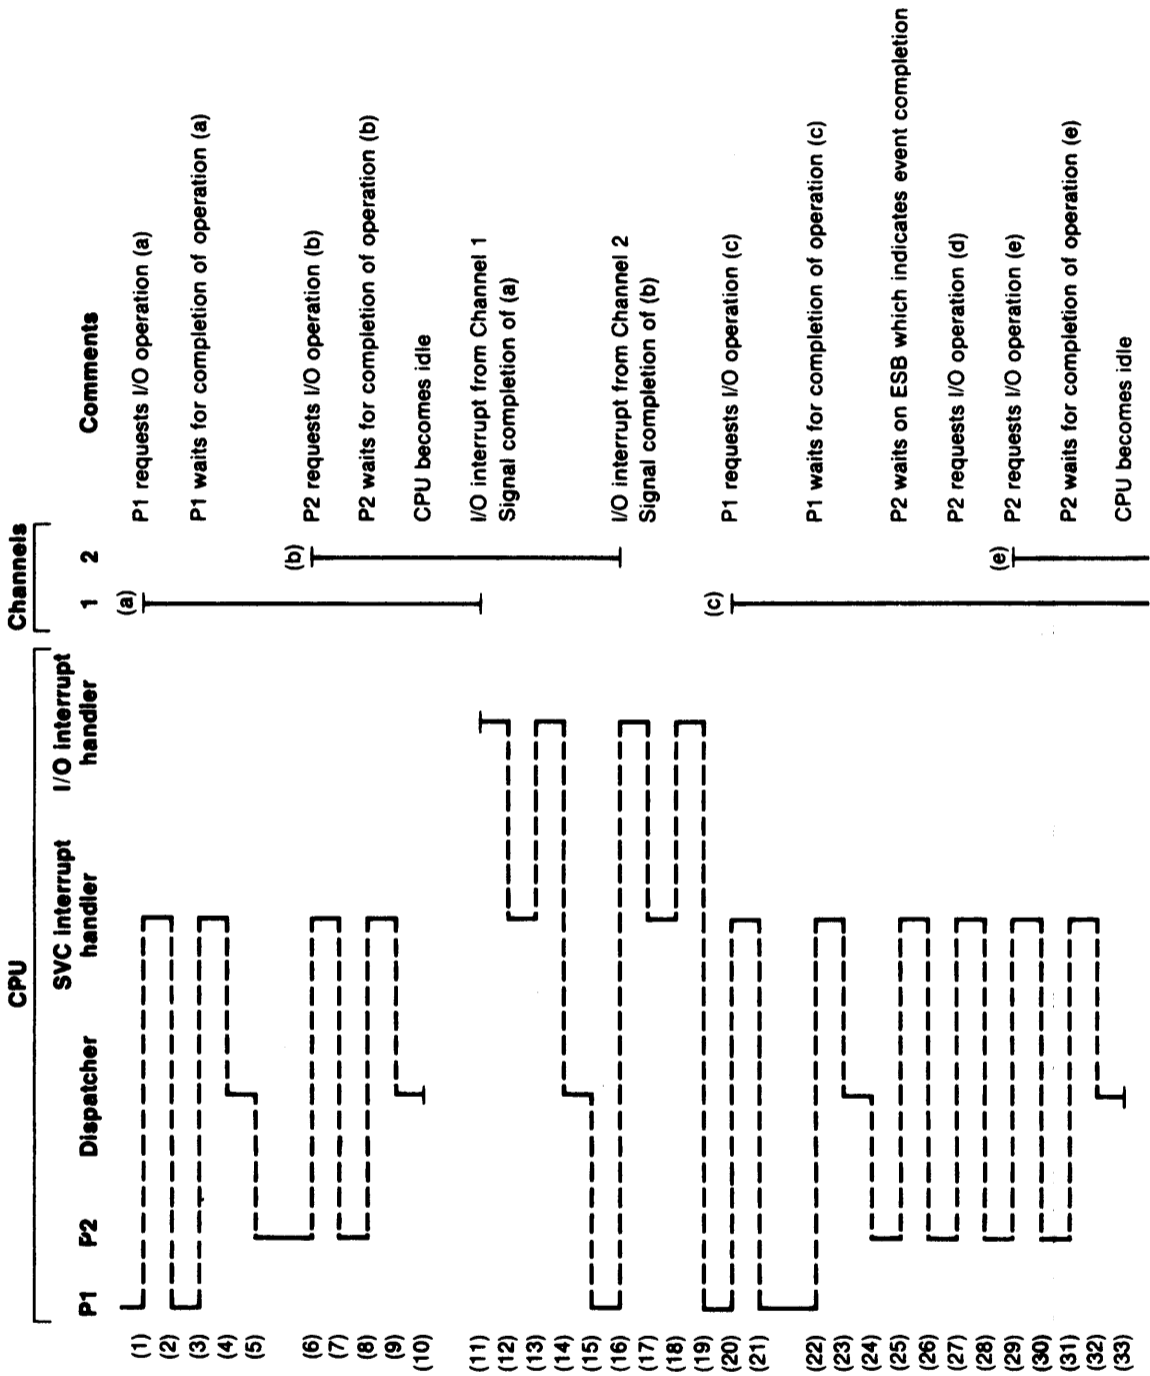 CPU Channels
SVC interrupt I/O interrupt
P1 P2 Dispatcher handler handler 1 2 Comments
(a)
(1) P1 requests I/O operation (a)
(2)
(3) P1 waits for completion of operation (a)
(4)
(5)
(b)
(6) P2 requests I/O operation (b)
(7)
(8) P2 waits for completion of operation (b)
(9)
(10) CPU becomes idle
(11) I/O interrupt from Channel 1
(12) Signal completion of (a)
(13)
(14)
(15)
(16) I/O interrupt from Channel 2
(17) Signal completion of (b)
(18)
(19)
(c)
(20) P1 requests I/O operation (c)
(21)
(22) P1 waits for completion of operation (c)
(23)
(24)
(25) P2 waits on ESB which indicates event completion
(26)
(27) P2 requests I/O operation (d)
(28)
(e)
(29) P2 requests I/O operation (e)
(30)
(31) P2 waits for completion of operation (e)
(32)
(33) CPU becomes idle